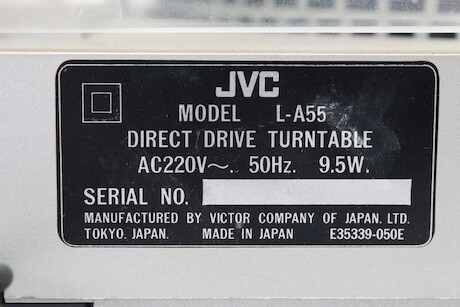 JVC
MODEL L-A55
DIRECT DRIVE TURNTABLE
AC220V~. 50Hz. 9.5W.
SERIAL NO.
MANUFACTURED BY VICTOR COMPANY OF JAPAN. LTD.
TOKYO. JAPAN. MADE IN JAPAN E35339-050E